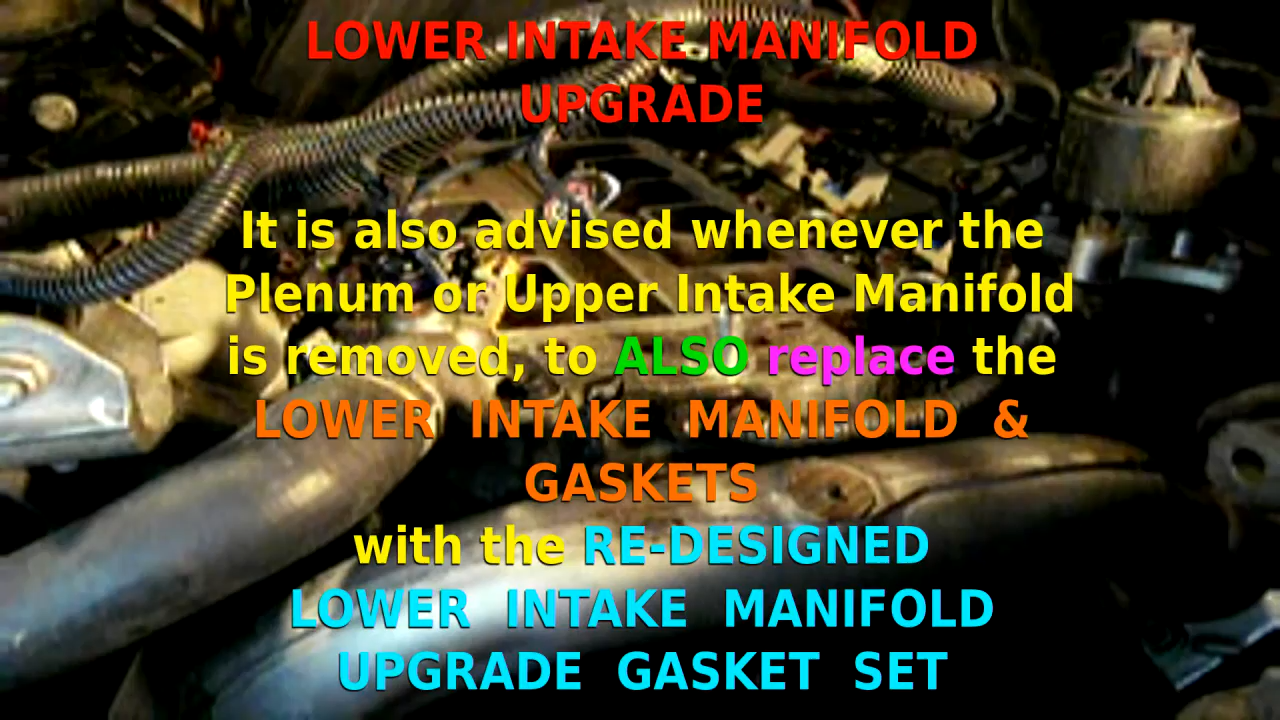 LOWER INTAKE MANIFOLD
UPGRADE
It is also advised whenever the
Plenum or Upper Intake Manifold
is removed, to ALSO replace the
LOWER INTAKE MANIFOLD &
GASKETS
with the RE-DESIGNED
LOWER INTAKE MANIFOLD
UPGRADE GASKET SET